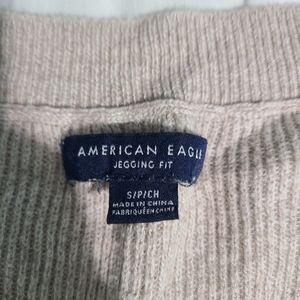 AMERICAN EAGLE
JEGGING FIT
S/P/CH
MADE IN CHINA
FABRIQUÉ EN CHINE